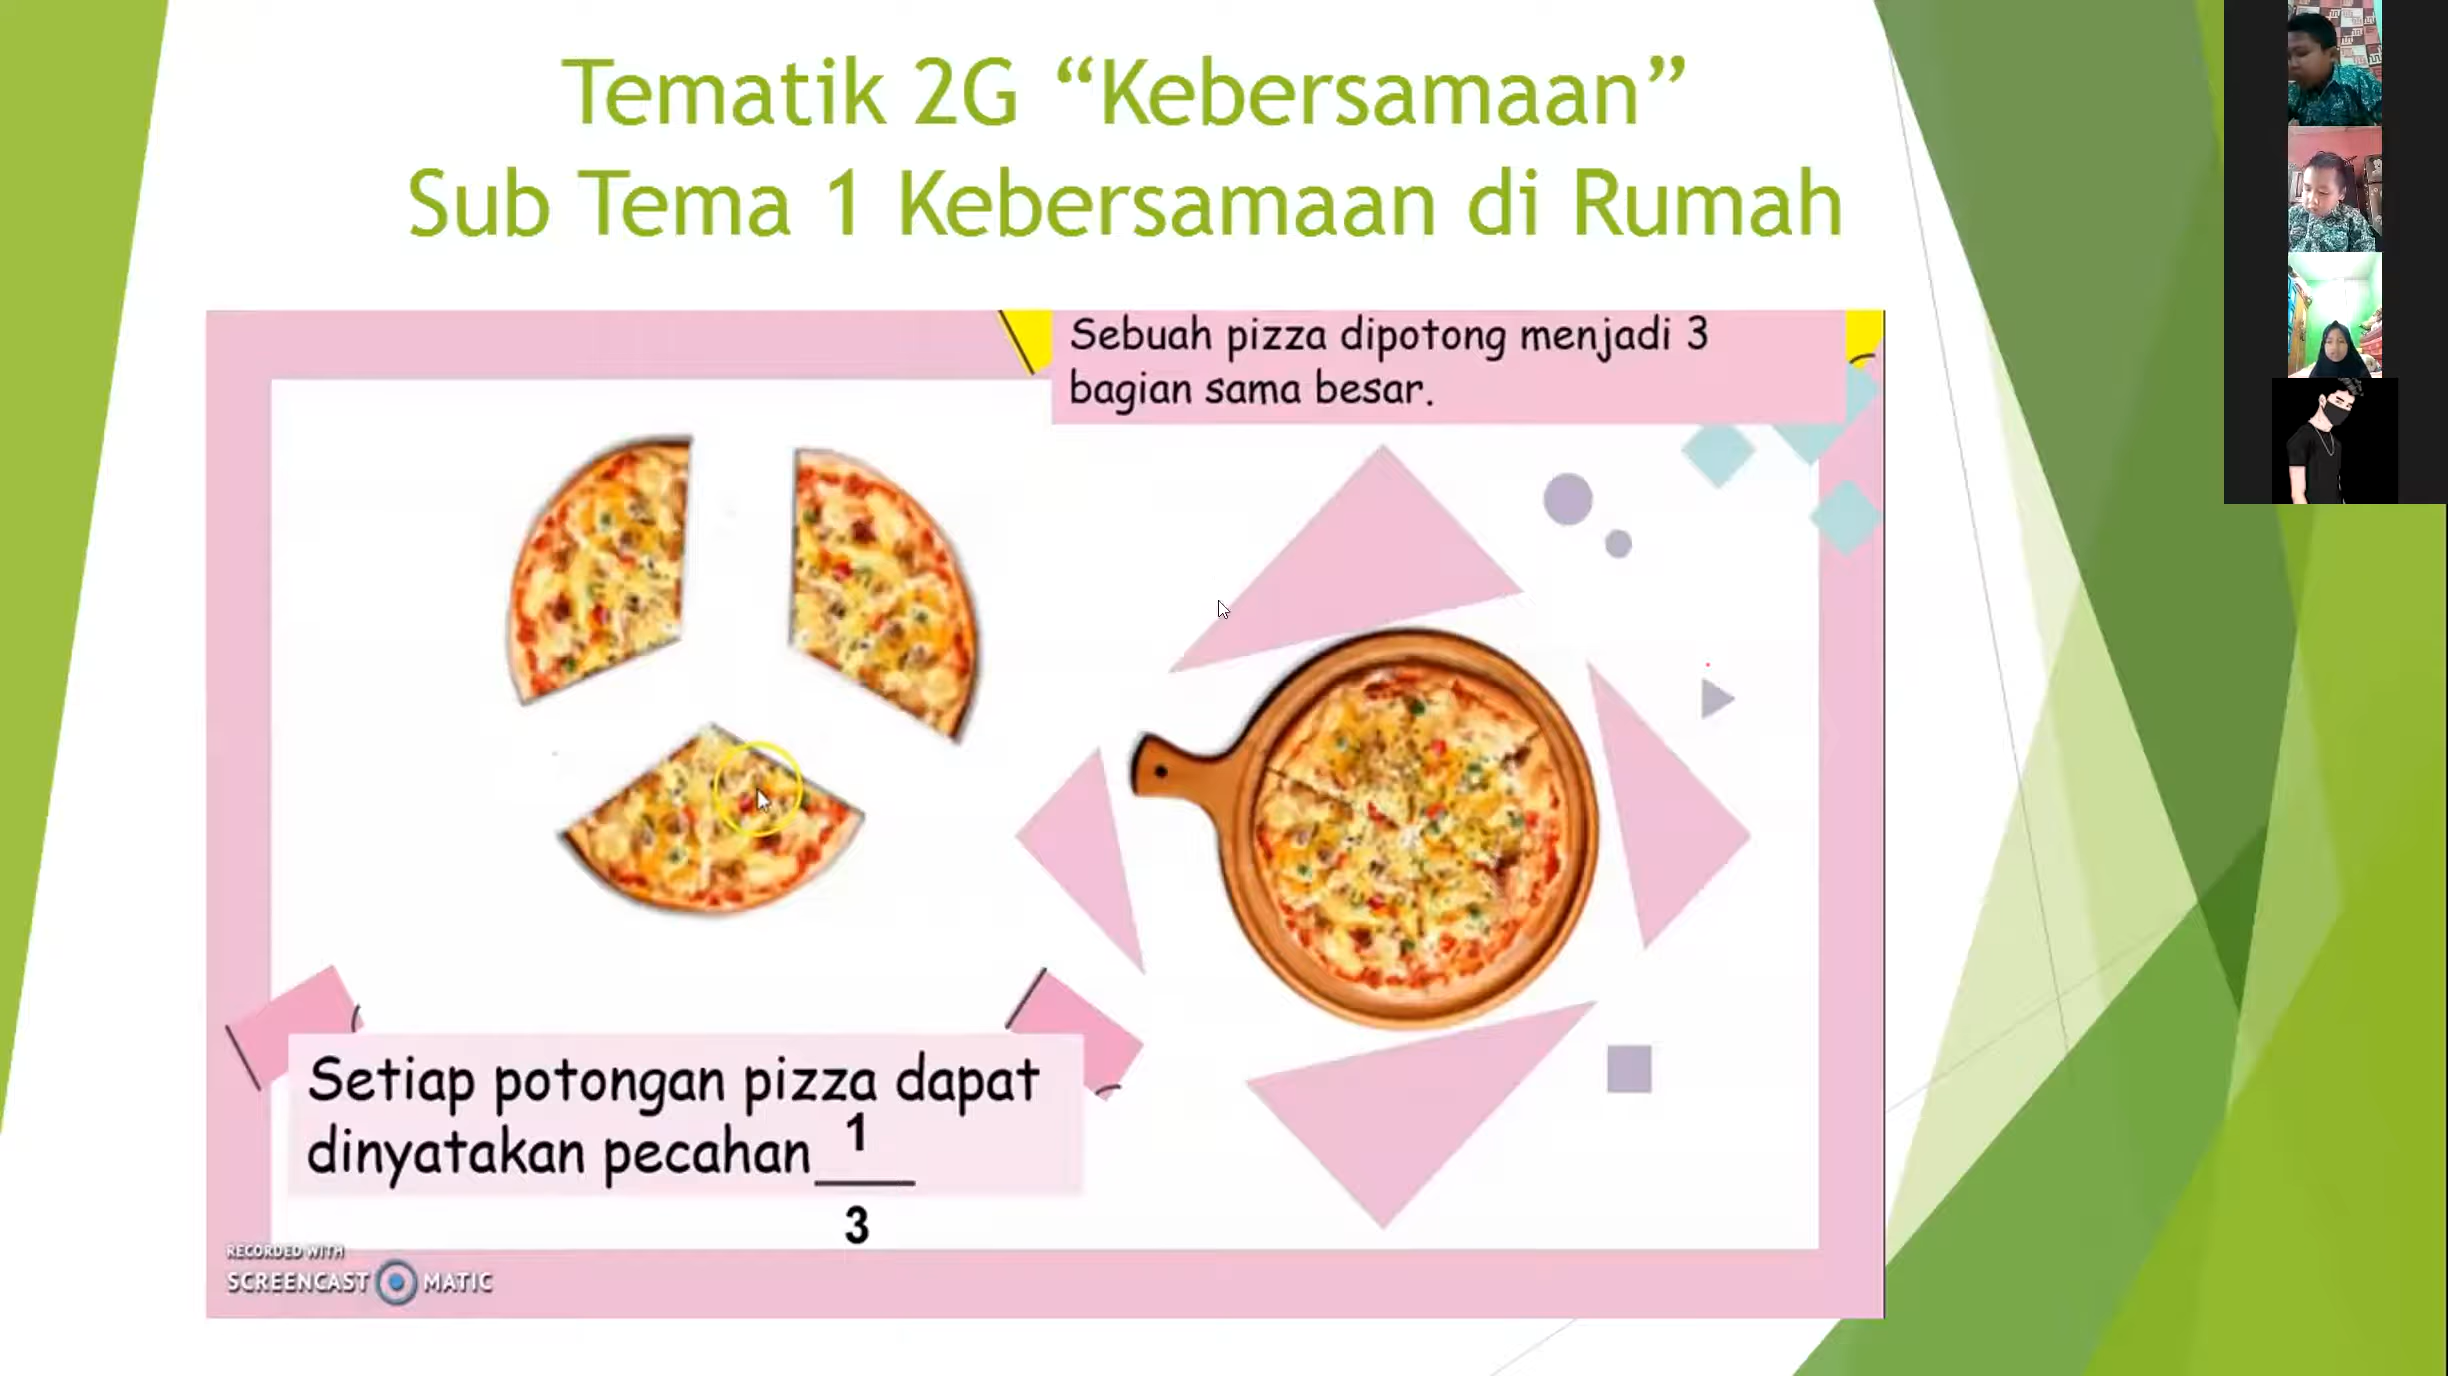 Tematik 2G “Kebersamaan”
Sub Tema 1 Kebersamaan di Rumah
Sebuah pizza dipotong menjadi 3
bagian sama besar.
Setiap potongan pizza dapat
dinyatakan pecahan 1
3
RECORDED WITH
SCREENCAST MATIC